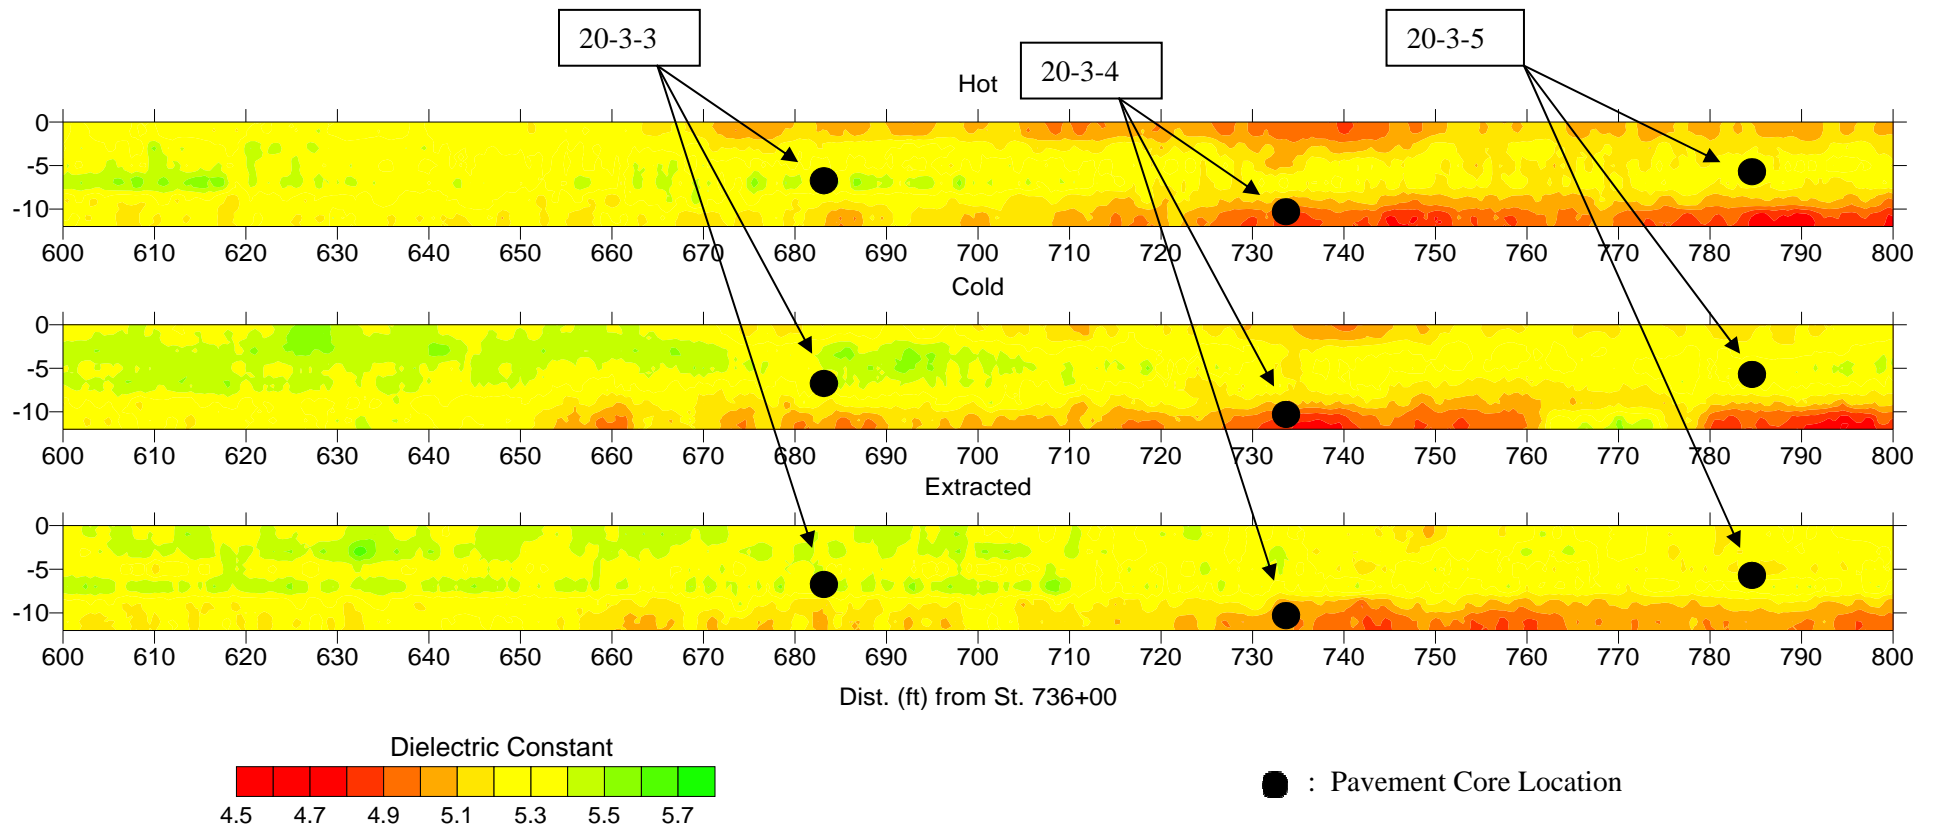 20-3-3
20-3-4
20-3-5
Hot
0
-5
-10
600 610 620 630 640 650 660 670 680 690 700 710 720 730 740 750 760 770 780 790 800
Cold
0
-5
-10
600 610 620 630 640 650 660 670 680 690 700 710 720 730 740 750 760 770 780 790 800
Extracted
0
-5
-10
600 610 620 630 640 650 660 670 680 690 700 710 720 730 740 750 760 770 780 790 800
Dist. (ft) from St. 736+00
Dielectric Constant
4.5 4.7 4.9 5.1 5.3 5.5 5.7
: Pavement Core Location